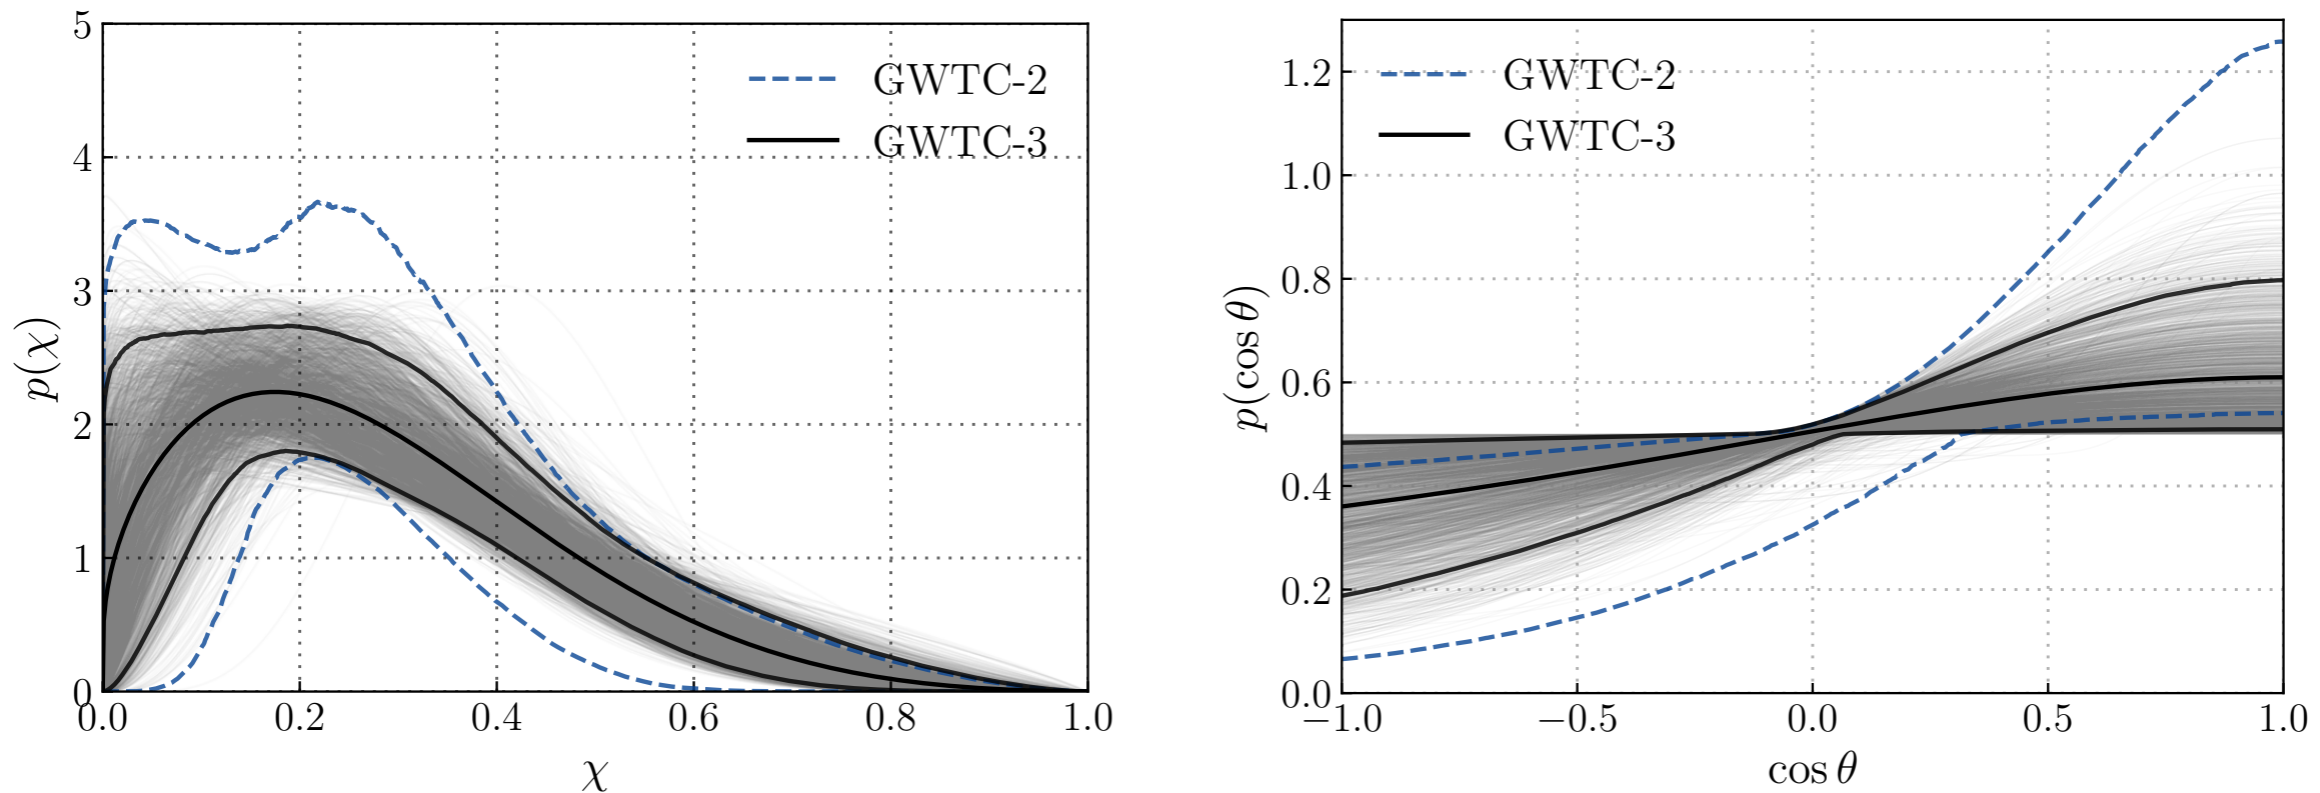 GWTC-2
GWTC-3
p(χ)
5
4
3
2
1
0
0.0 0.2 0.4 0.6 0.8 1.0
χ
GWTC-2
GWTC-3
p(cos θ)
1.2
1.0
0.8
0.6
0.4
0.2
0.0
−1.0 −0.5 0.0 0.5 1.0
cos θ